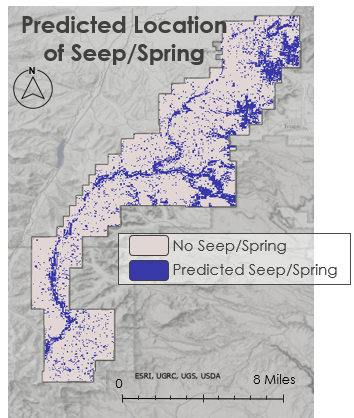 Predicted Location
of Seep/Spring
N
No Seep/Spring
Predicted Seep/Spring
ESRI, UGRC, UGS, USDA
0 8 Miles